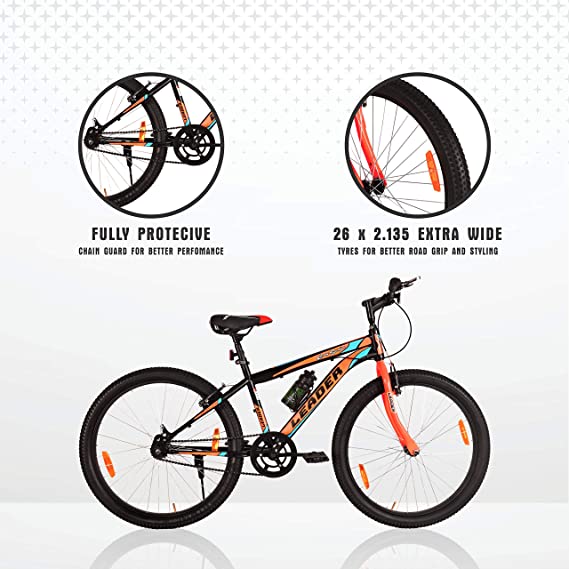 FULLY PROTECIVE
CHAIN GUARD FOR BETTER PERFOMANCE
26 x 2.135 EXTRA WIDE
TYRES FOR BETTER ROAD GRIP AND STYLING
LEADER